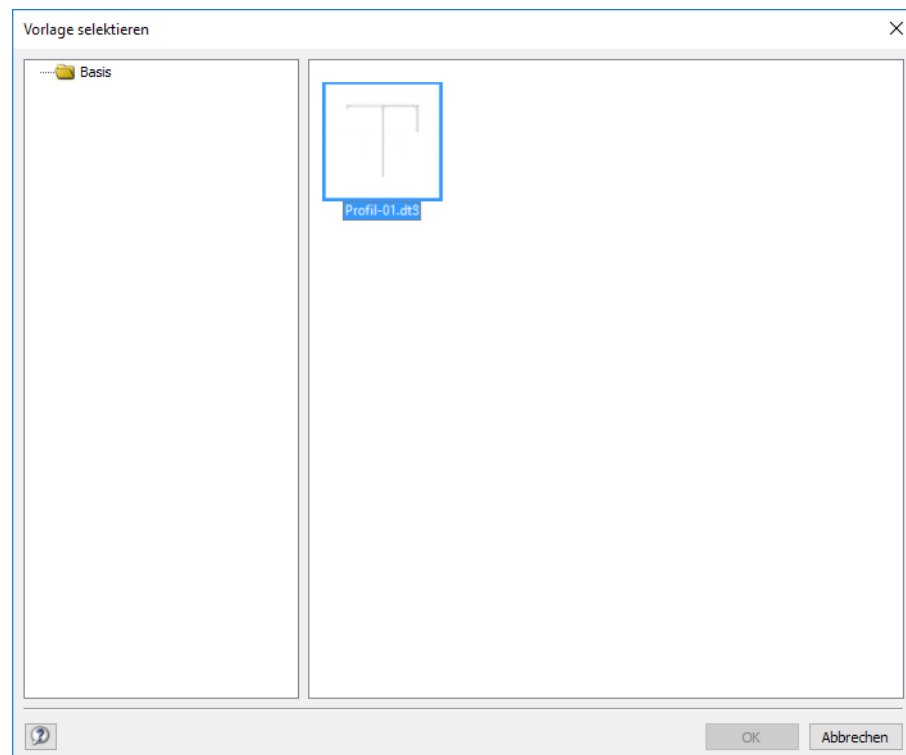 Vorlage selektieren
Basis
Profil-01.dt3
OK
Abbrechen